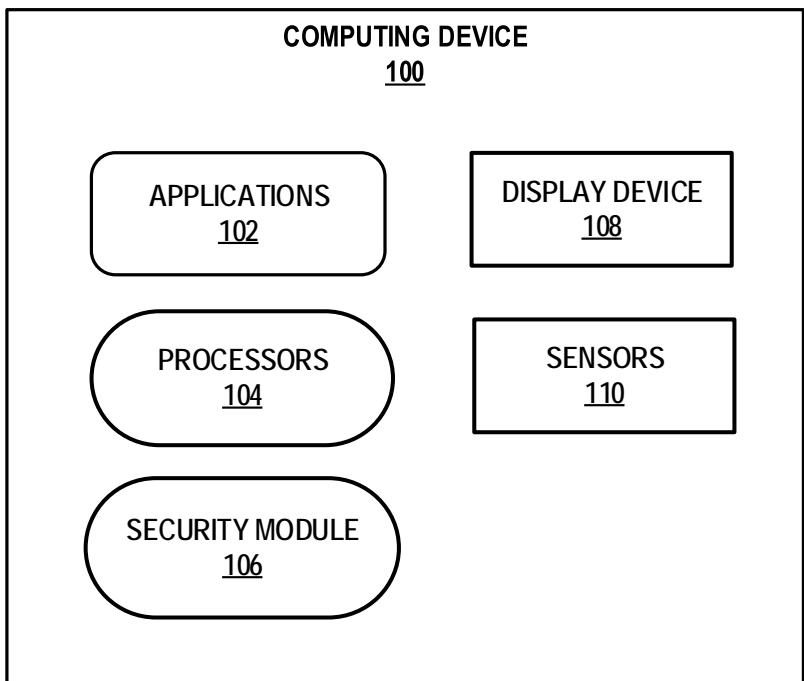 COMPUTING DEVICE
100
APPLICATIONS
102
DISPLAY DEVICE
108
PROCESSORS
104
SENSORS
110
SECURITY MODULE
106